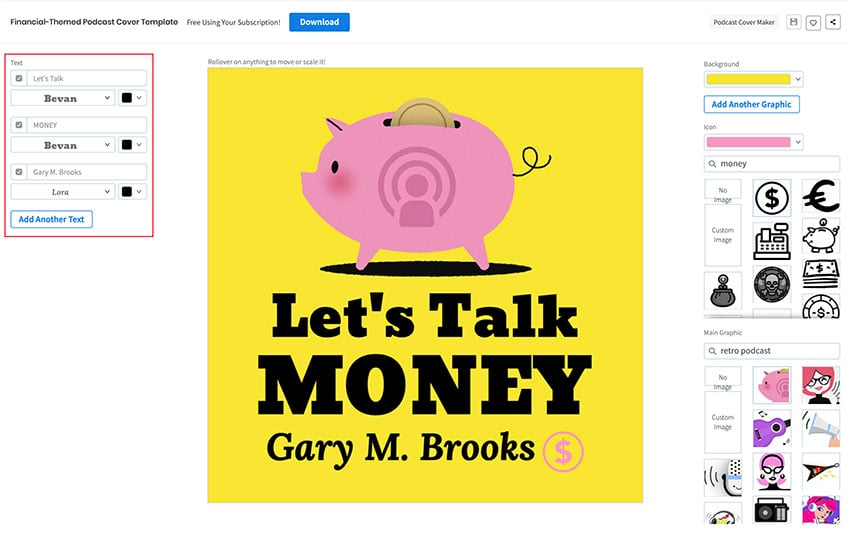 Financial-Themed Podcast Cover Template
Free Using Your Subscription!
Download
Podcast Cover Maker
Text
Let's Talk
Bevan
MONEY
Bevan
Gary M. Brooks
Lora
Add Another Text
Rollover on anything to move or scale it!
Let's Talk
MONEY
Gary M. Brooks $
Background
Add Another Graphic
Icon
money
No
Image
Custom
Image
Main Graphic
retro podcast
No
Image
Custom
Image